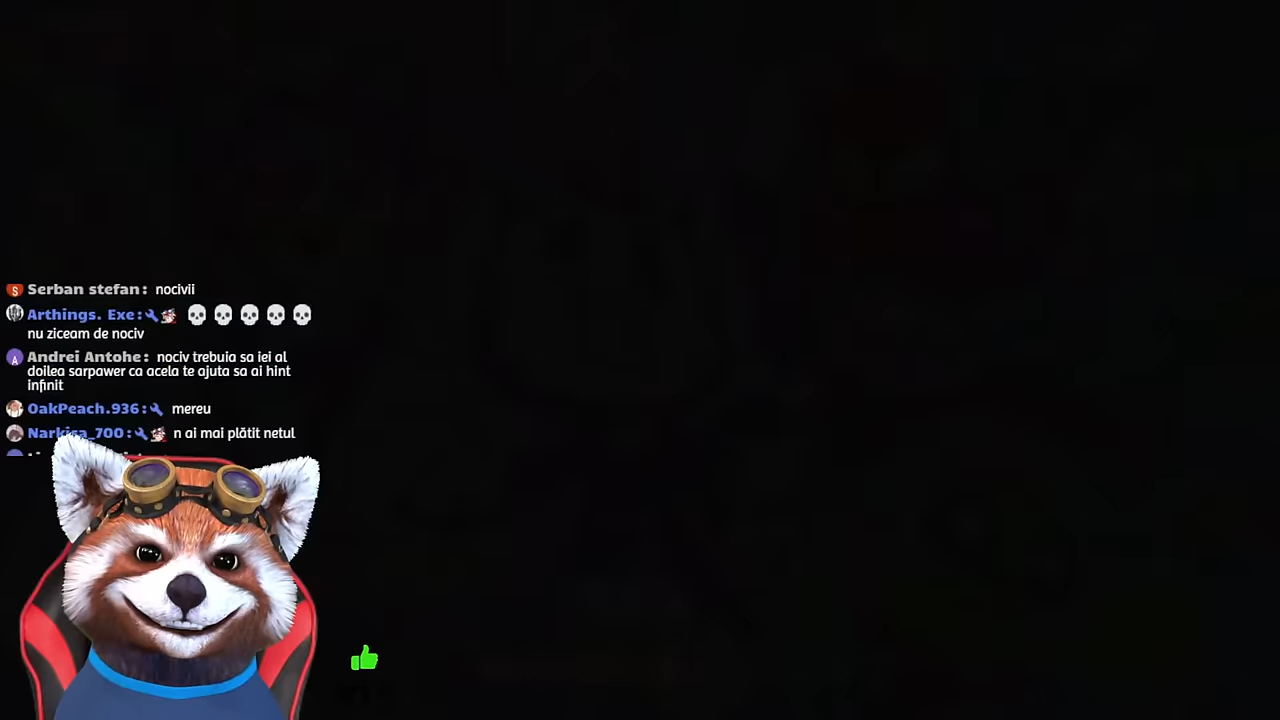 Serban stefan: nocivii
Arthings. Exe: 💀💀💀💀💀
nu ziceam de nociv
Andrei Antohe: nociv trebuia sa iei al
doilea sarpawer ca acela te ajuta sa ai hint
infinit
OakPeach.936: mereu
Narkisa_700: n ai mai plătit netul